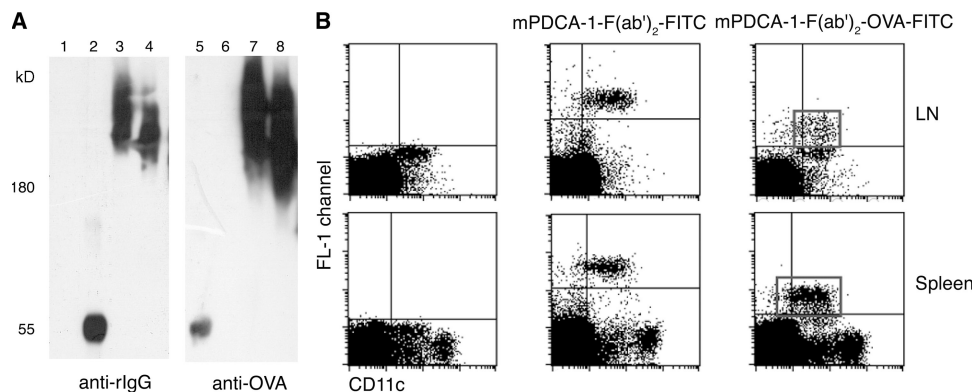 A
B
mPDCA-1-F(ab')2-FITC
mPDCA-1-F(ab')2-OVA-FITC
1 2 3 4 5 6 7 8
kD
180
55
anti-rIgG
anti-OVA
FL-1 channel
CD11c
LN
Spleen